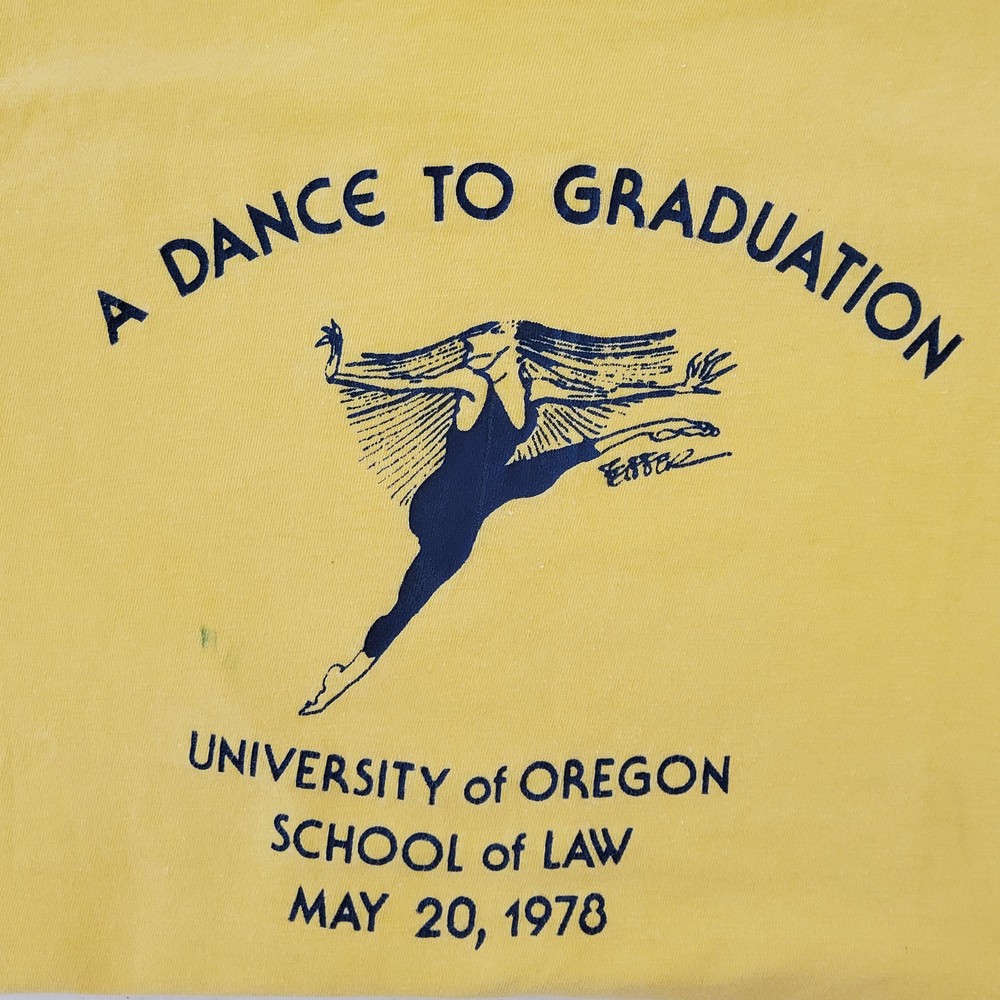 A DANCE TO GRADUATION
UNIVERSITY of OREGON
SCHOOL of LAW
MAY 20, 1978